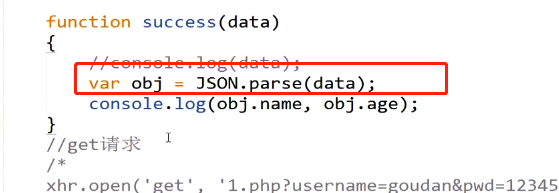 function success(data)
{
//console.log(data);
var obj = JSON.parse(data);
console.log(obj.name, obj.age);
}
//get请求
/*
xhr.open('get', '1.php?username=goudan&pwd=12345